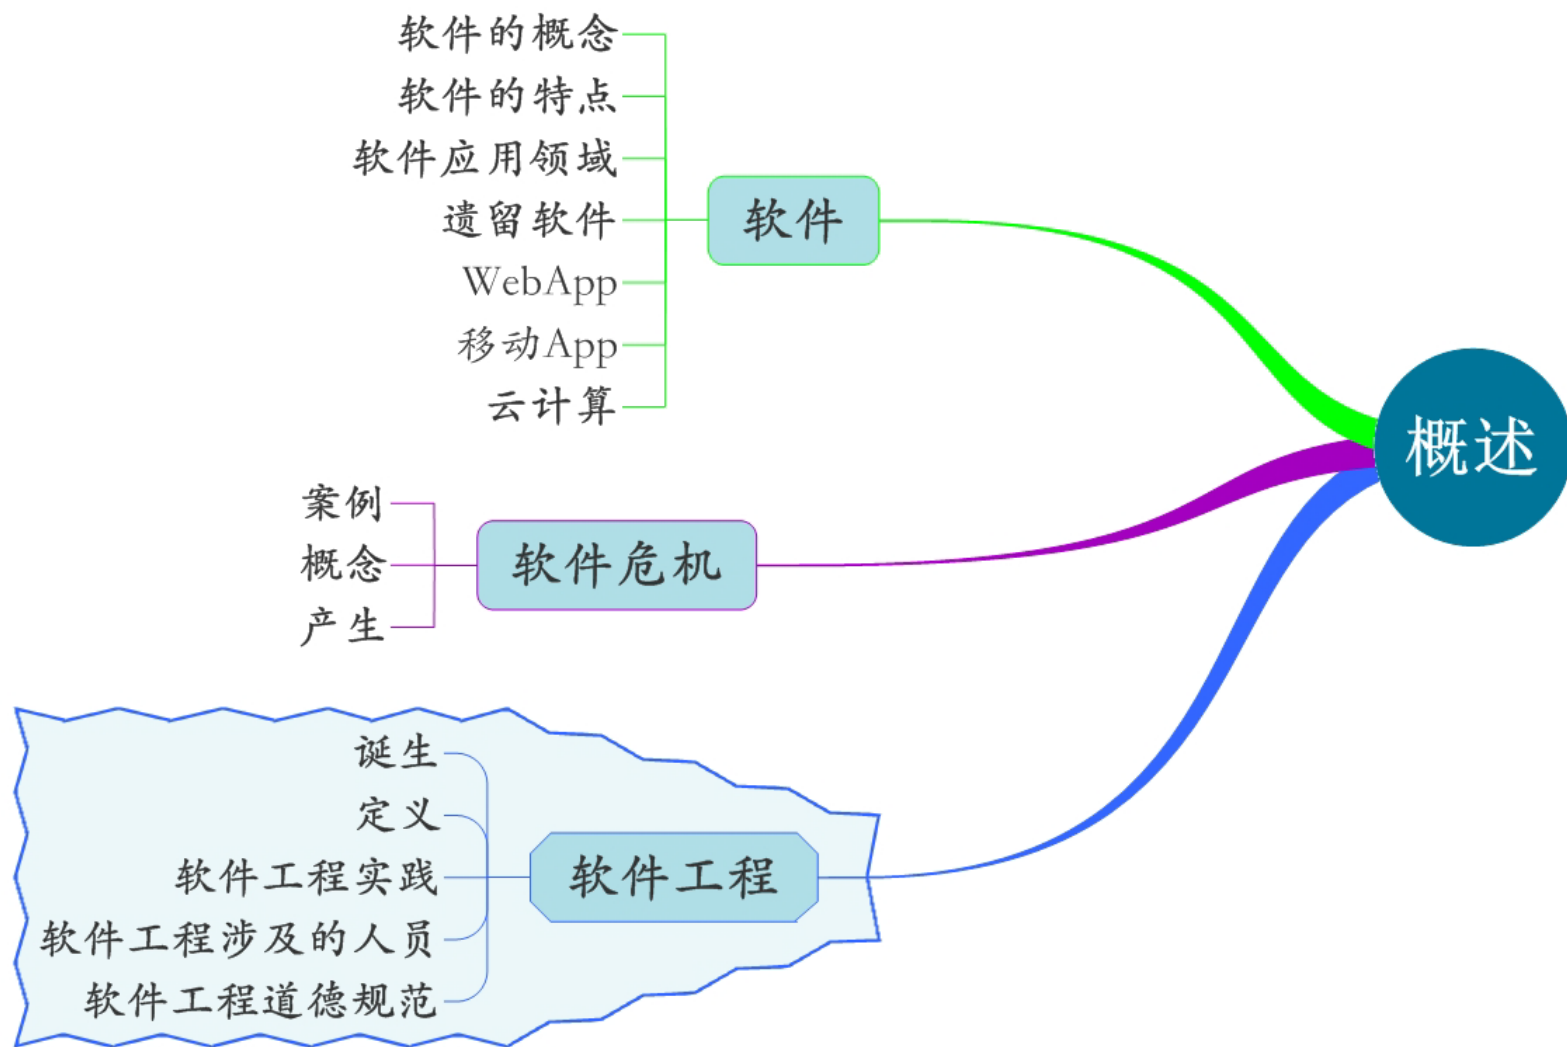 软件的概念
软件的特点
软件应用领域
遗留软件
WebApp
移动App
云计算
软件
概述
案例
概念
产生
软件危机
诞生
定义
软件工程实践
软件工程涉及的人员
软件工程道德规范
软件工程